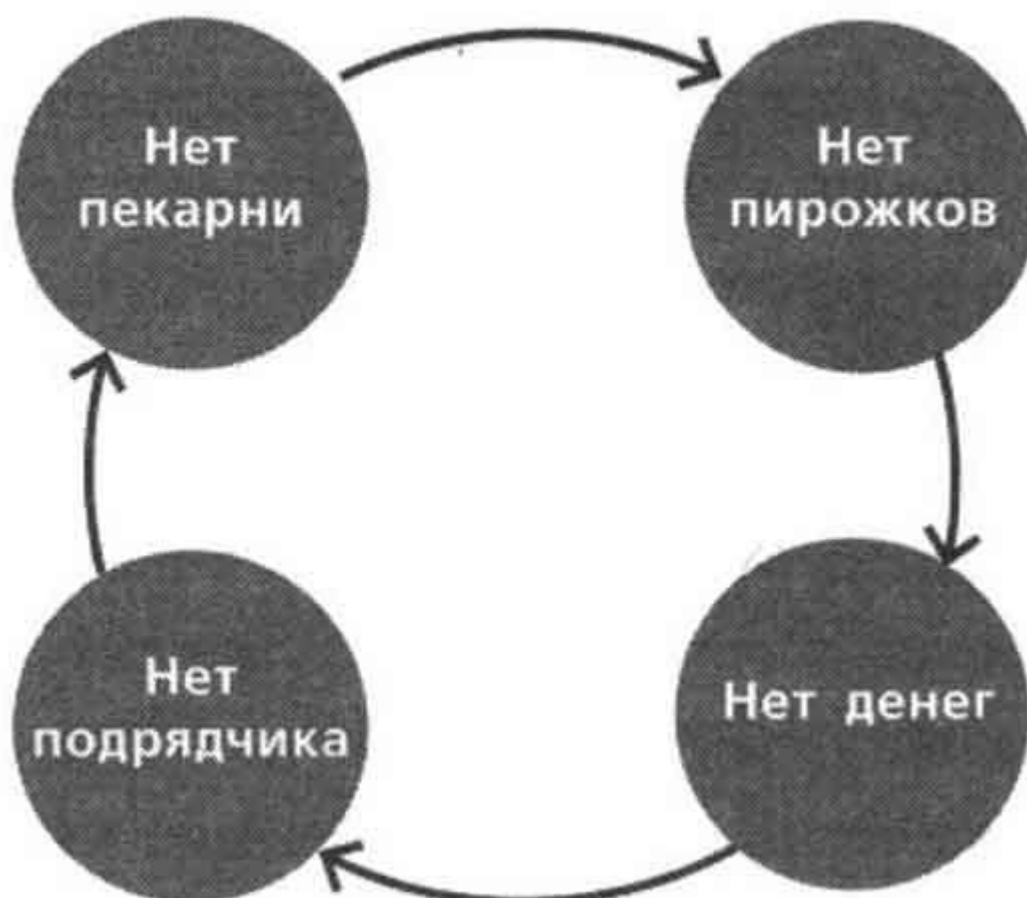 Нет
пекарни
Нет
пирожков
Нет денег
Нет
подрядчика